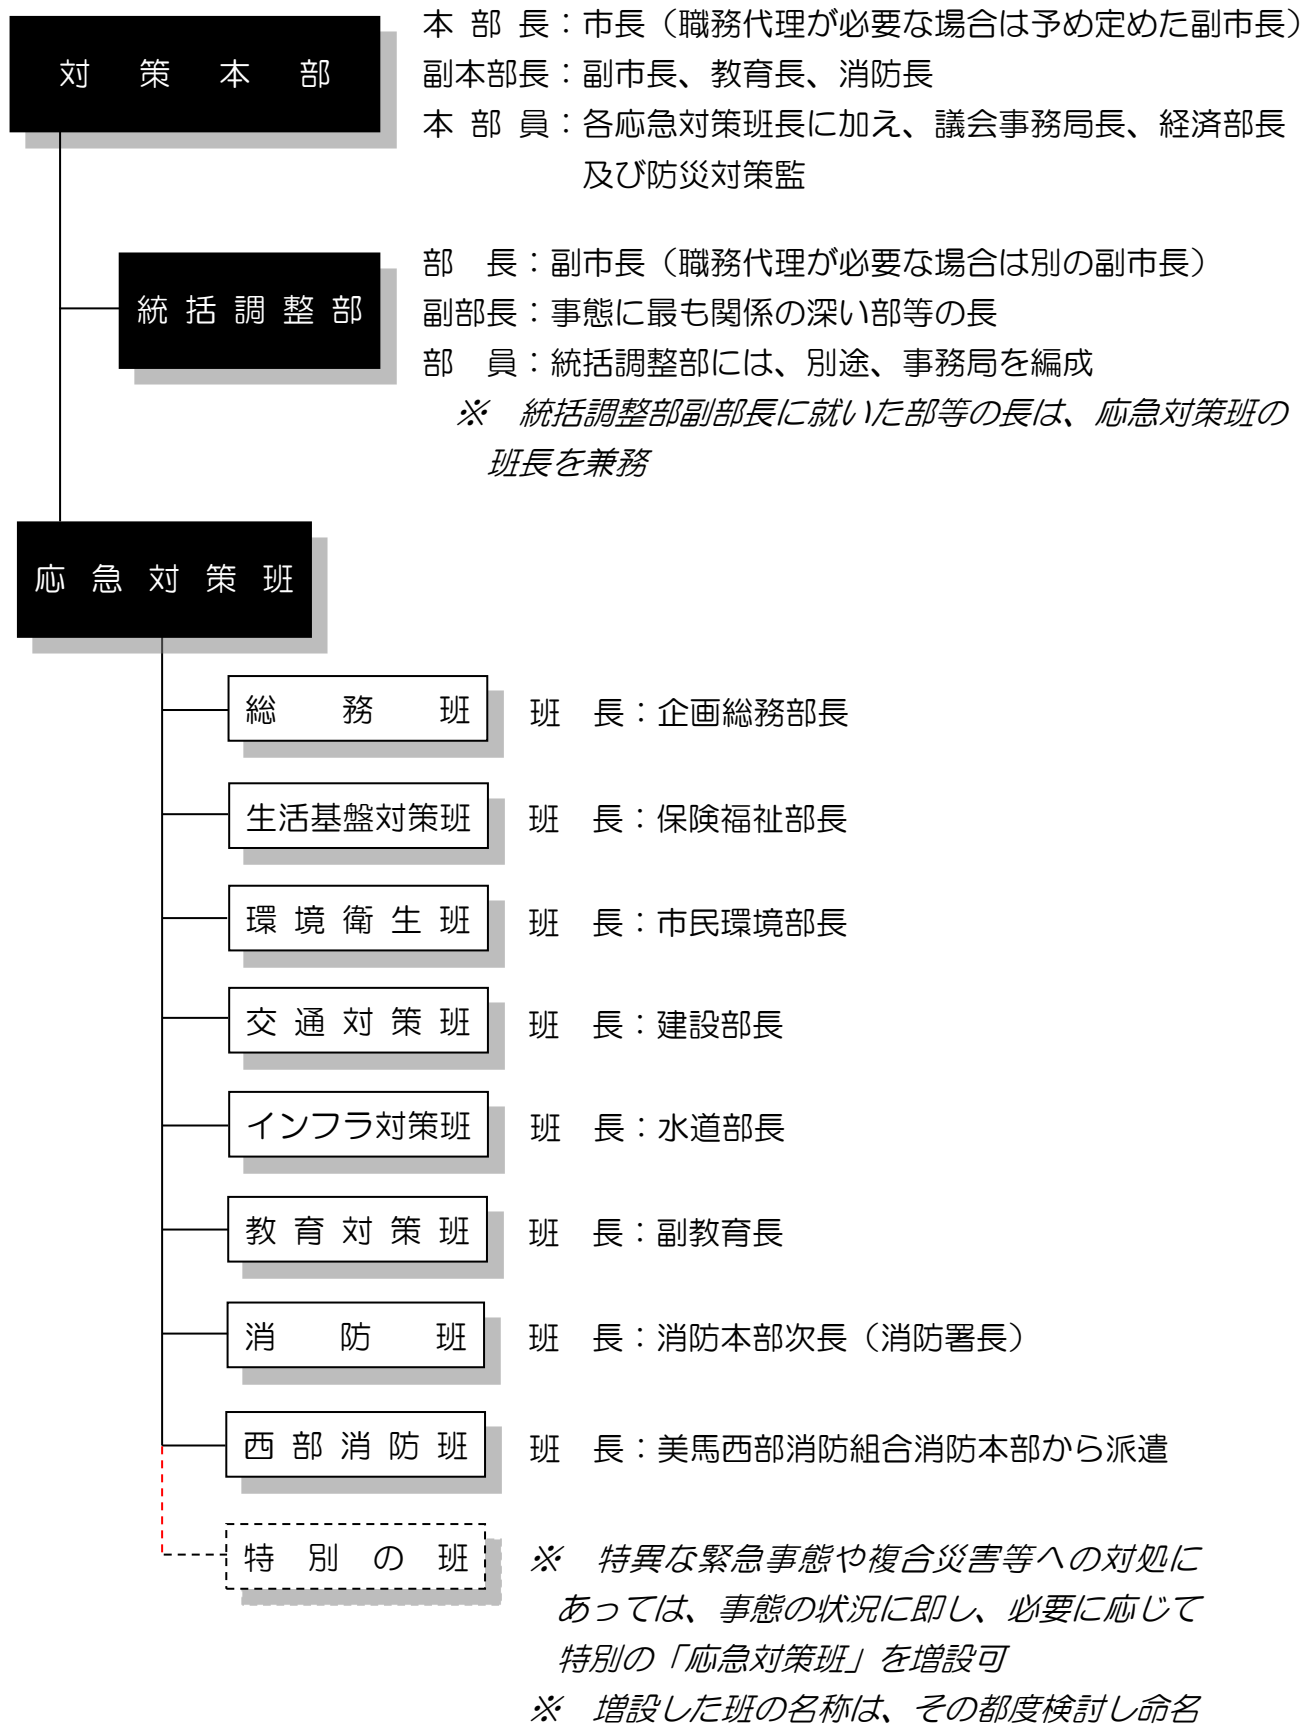 対策本部
本部長：市長（職務代理が必要な場合は予め定めた副市長）
副本部長：副市長、教育長、消防長
本部員：各応急対策班長に加え、議会事務局長、経済部長
及び防災対策監
統括調整部
部　長：副市長（職務代理が必要な場合は別の副市長）
副部長：事態に最も関係の深い部等の長
部　員：統括調整部には、別途、事務局を編成
※　統括調整部副部長に就いた部等の長は、応急対策班の
班長を兼務
応急対策班
総務班　班　長：企画総務部長
生活基盤対策班　班　長：保険福祉部長
環境衛生班　班　長：市民環境部長
交通対策班　班　長：建設部長
インフラ対策班　班　長：水道部長
教育対策班　班　長：副教育長
消防班　班　長：消防本部次長（消防署長）
西部消防班　班　長：美馬西部消防組合消防本部から派遣
特別の班　※　特異な緊急事態や複合災害等への対処に
あっては、事態の状況に即し、必要に応じて
特別の「応急対策班」を増設可
※　増設した班の名称は、その都度検討し命名